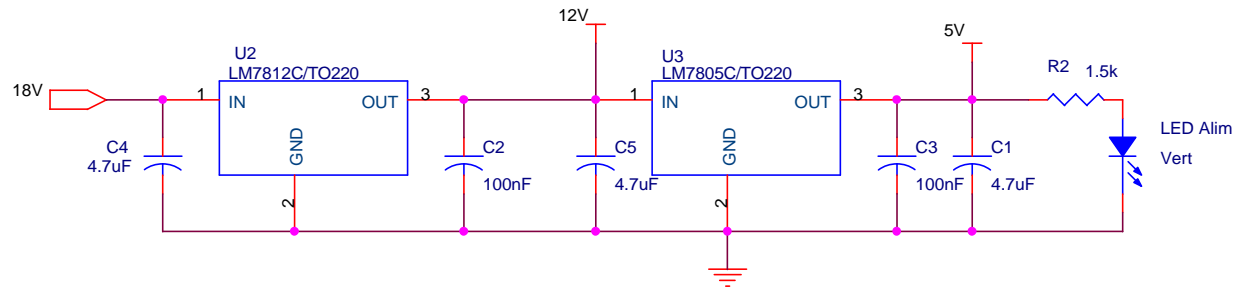 18V
U2
LM7812C/TO220
1
IN
OUT
3
GND
2
C4
4.7uF
C2
100nF
12V
C5
4.7uF
U3
LM7805C/TO220
1
IN
OUT
3
GND
2
C3
100nF
5V
C1
4.7uF
R2
1.5k
LED Alim
Vert